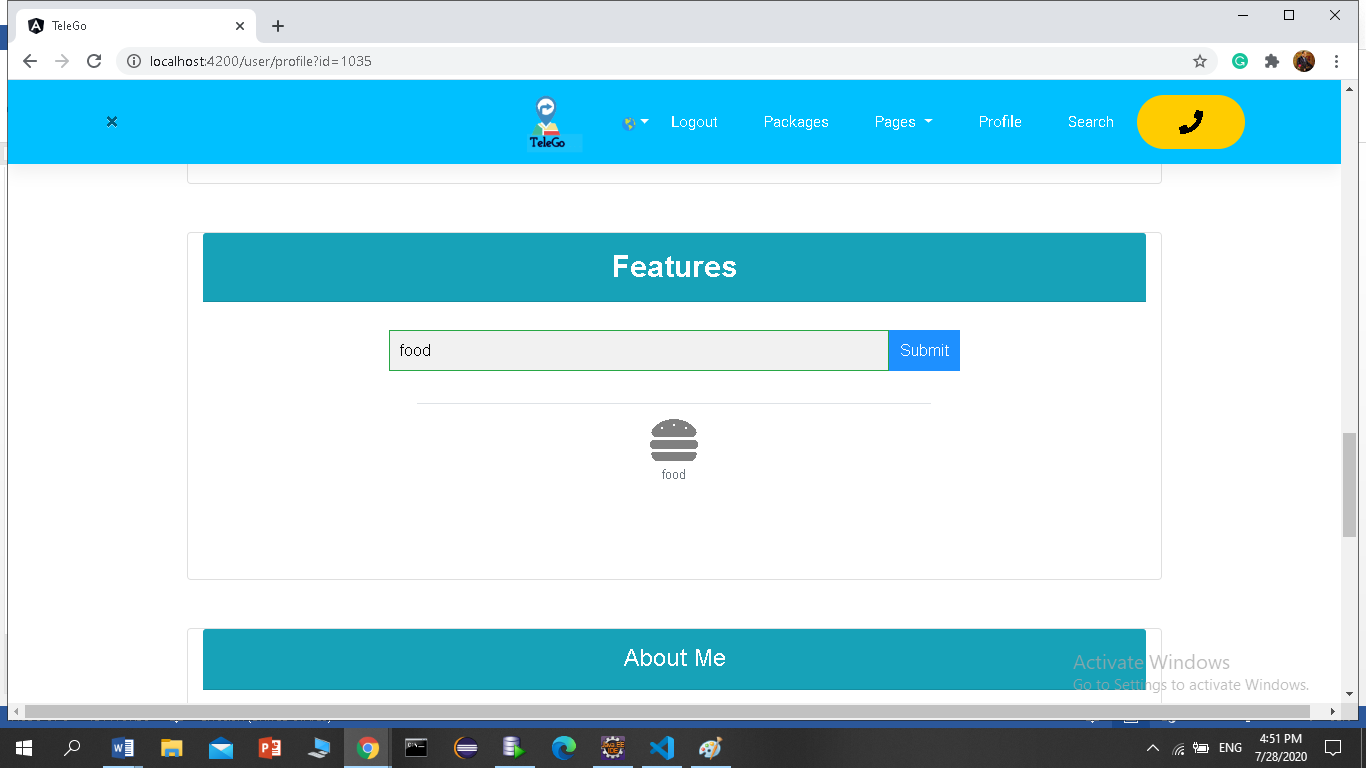 TeleGo
localhost:4200/user/profile?id=1035
TeleGo
Logout
Packages
Pages
Profile
Search
Features
food
Submit
food
About Me
Activate Windows
Go to Settings to activate Windows.
ENG
4:51 PM
7/28/2020